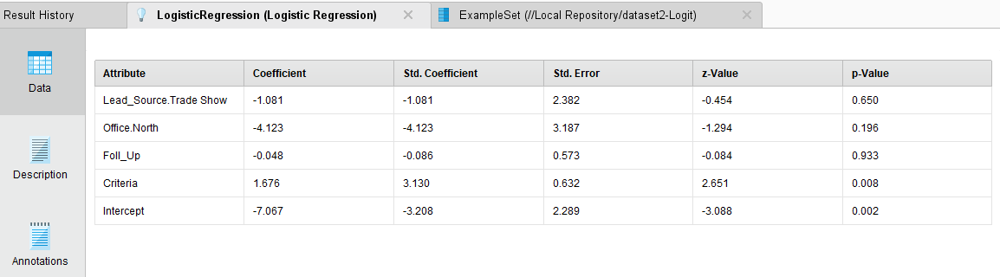 Result History LogisticRegression (Logistic Regression) ExampleSet (//Local Repository/dataset2-Logit)
Data
Description
Annotations
Attribute Coefficient Std. Coefficient Std. Error z-Value p-Value
Lead_Source.Trade Show -1.081 -1.081 2.382 -0.454 0.650
Office.North -4.123 -4.123 3.187 -1.294 0.196
Foll_Up -0.048 -0.086 0.573 -0.084 0.933
Criteria 1.676 3.130 0.632 2.651 0.008
Intercept -7.067 -3.208 2.289 -3.088 0.002